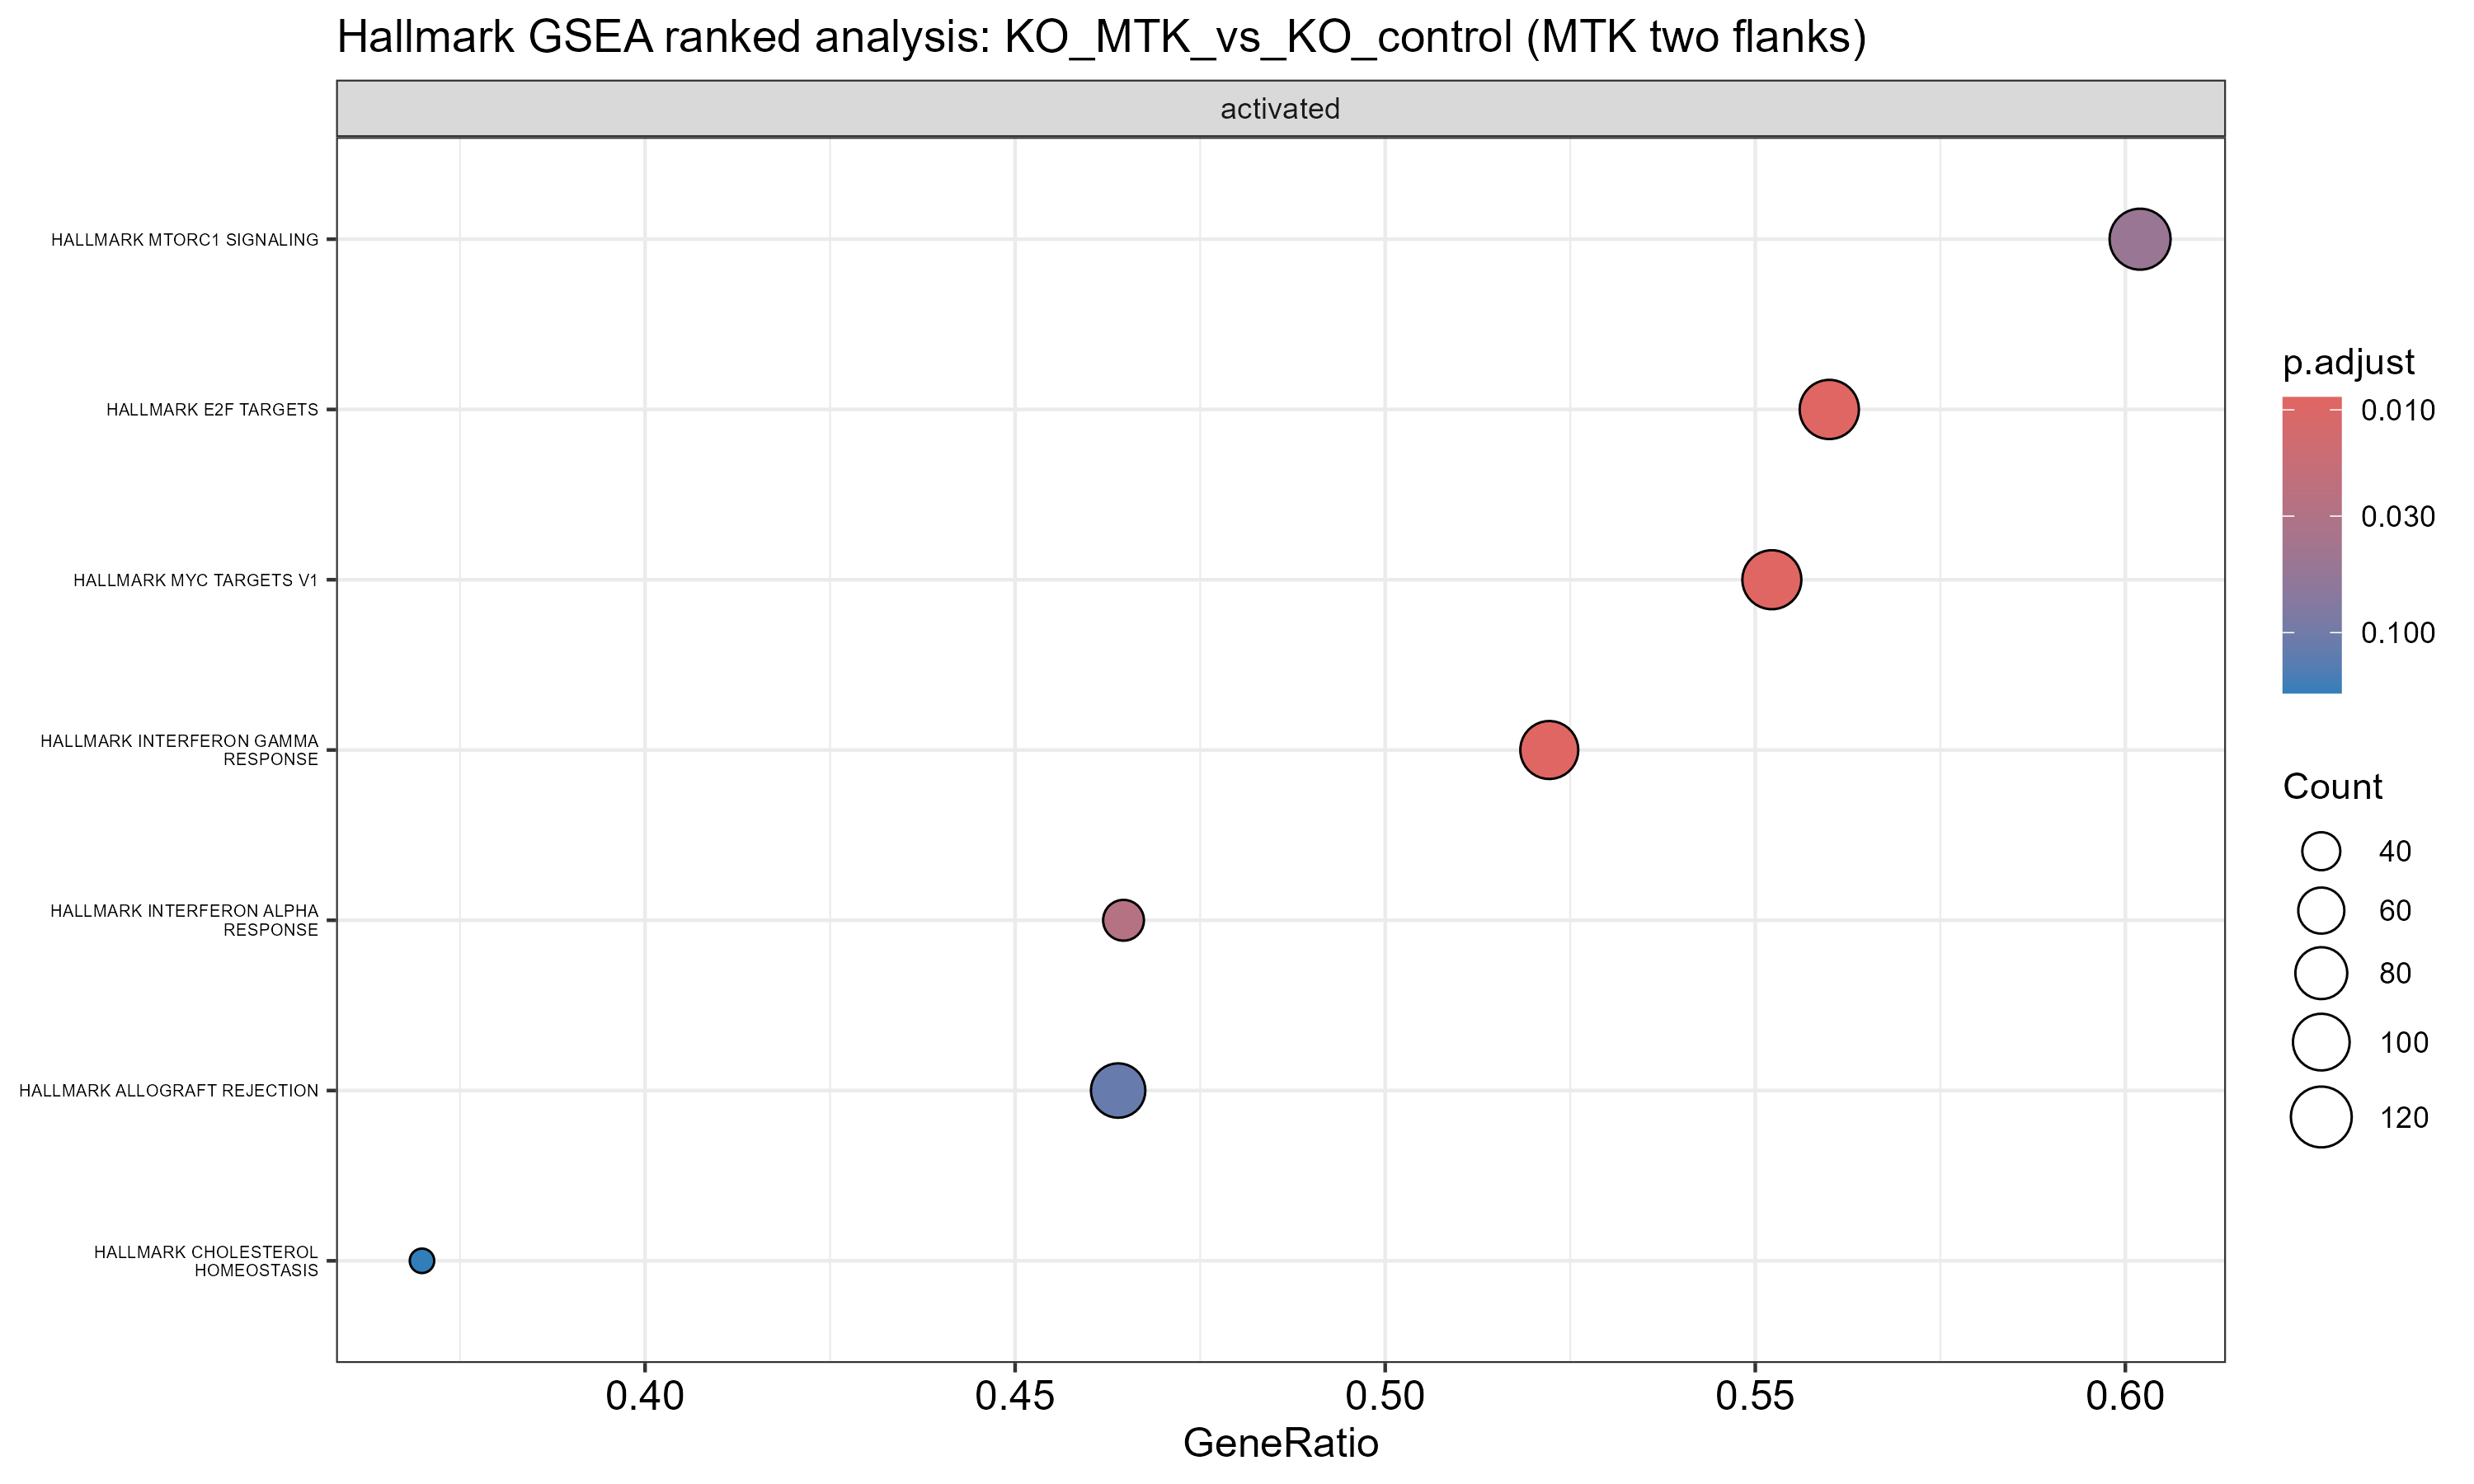 Hallmark GSEA ranked analysis: KO_MTK_vs_KO_control (MTK two flanks)
activated
HALLMARK MTORC1 SIGNALING
HALLMARK E2F TARGETS
HALLMARK MYC TARGETS V1
HALLMARK INTERFERON GAMMA
RESPONSE
HALLMARK INTERFERON ALPHA
RESPONSE
HALLMARK ALLOGRAFT REJECTION
HALLMARK CHOLESTEROL
HOMEOSTASIS
0.40
0.45
0.50
0.55
0.60
GeneRatio
p.adjust
0.010
0.030
0.100
Count
40
60
80
100
120